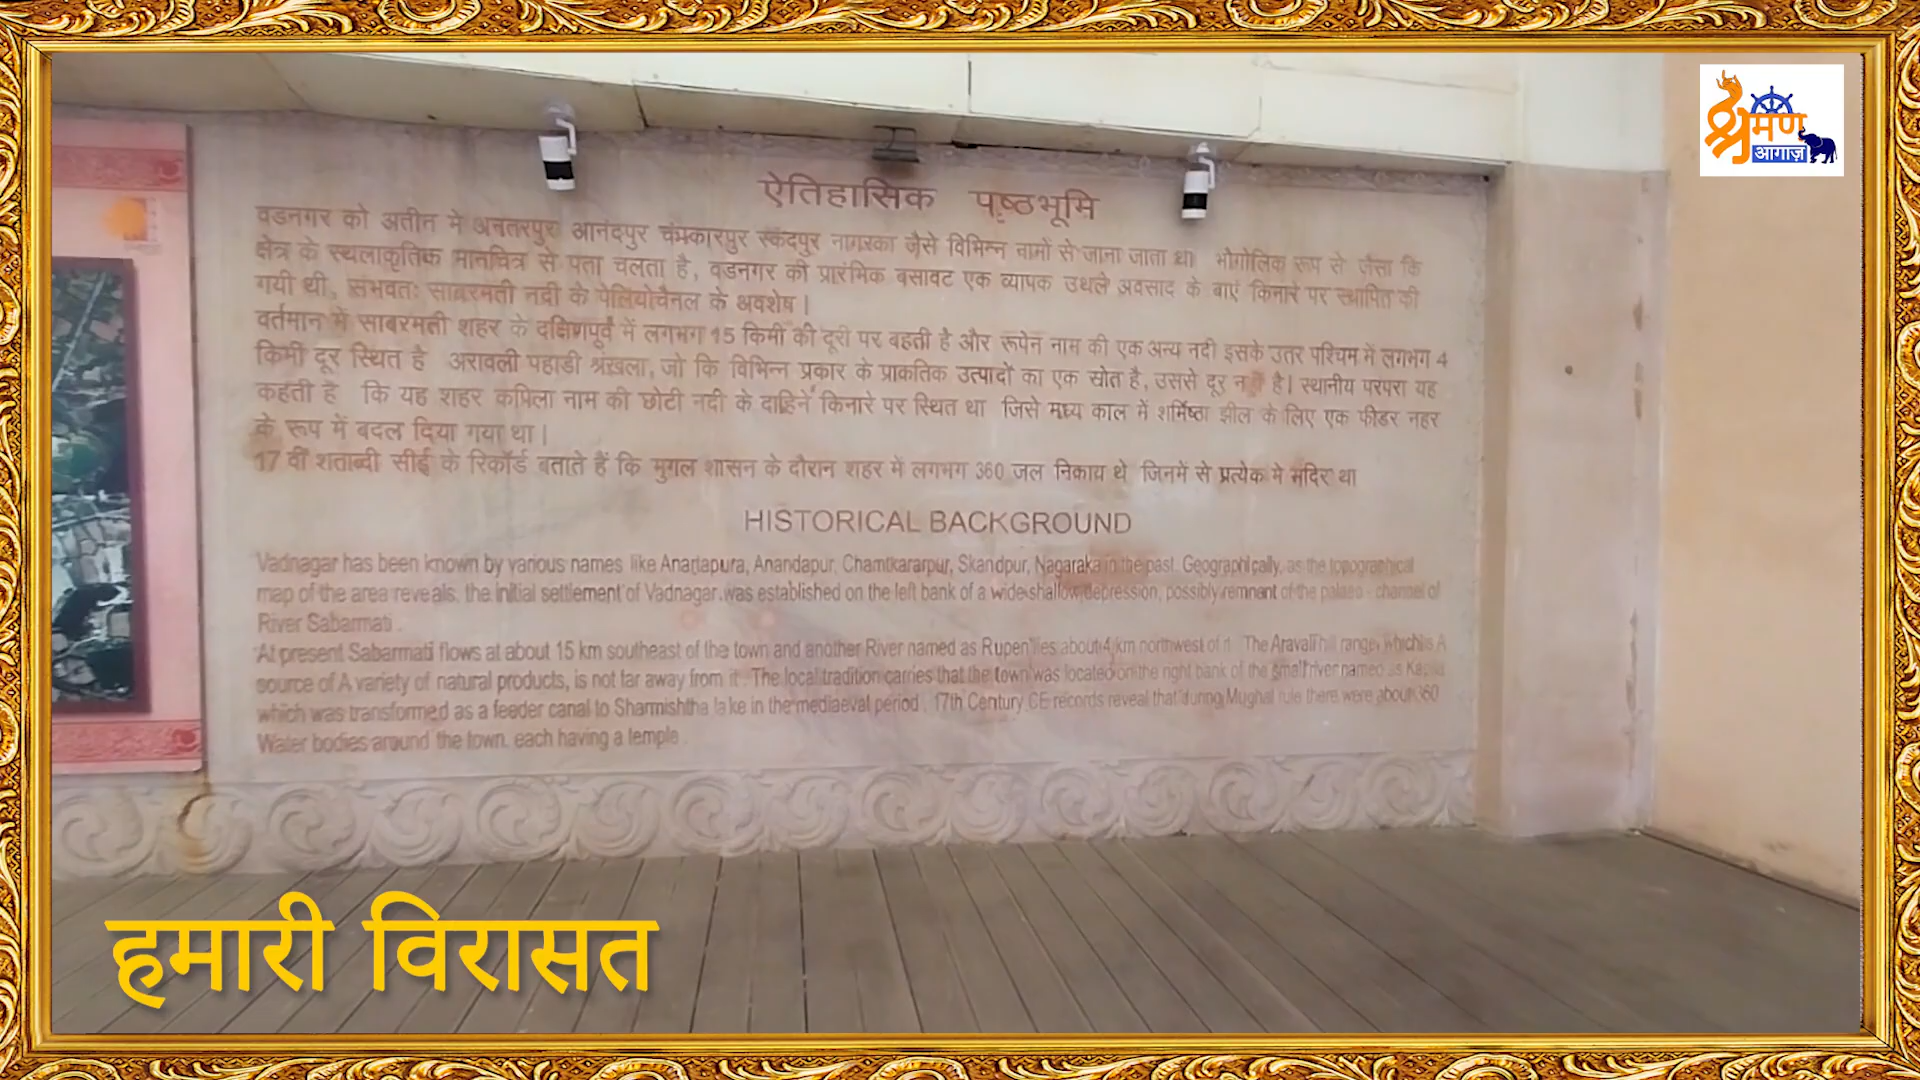 श्रमण
आगाज़
ऐतिहासिक पृष्ठभूमि
वडनगर को अतीत में अनतरपुर आनंदपुर चंमकारपुर स्कंदपुर नागरका जैसे विभिन्न नामों से जाना जाता था भौगोलिक रूप से जैसा कि
क्षेत्र के स्थलाकृतिक मानचित्र से पता चलता है, वडनगर की प्रारंभिक बसावट एक व्यापक उथले अवसाद के बाएं किनारे पर स्थापित की
गयी थी, संभवतः साबरमती नदी के पेलियोचैनल के अवशेष |
वर्तमान में साबरमती शहर के दक्षिणपूर्व में लगभग 15 किमी की दूरी पर बहती है और रूपेन नाम की एक अन्य नदी इसके उतर पश्चिम में लगभग 4
किमी दूर स्थित है अरावली पहाडी श्रंखला, जो कि विभिन्न प्रकार के प्राकतिक उत्पादों का एक स्रोत है, उससे दूर है| स्थानीय परपरा यह
कहती है कि यह शहर कपिला नाम की छोटी नदी के दाहिने किनारे पर स्थित था जिसे मध्य काल में शर्मिष्ठा झील के लिए एक फीडर नहर
के रूप में बदल दिया गया था |
17 वीं शताब्दी सीई के रिकॉर्ड बताते हैं कि मुगल शासन के दौरान शहर में लगभग 360 जल निकाय थे जिनमें से प्रत्येक मे मंदिर था
HISTORICAL BACKGROUND
Vadnagar has been known by various names like Anartapura, Anandapur, Chamtkararpur, Skandpur, Nagaraka in the past. Geographically, as the topographical
map of the area reveals, the initial settlement of Vadnagar was established on the left bank of a wide shallow depression, possibly remnant of the palaeo - channel of
River Sabarmati .
At present Sabarmati flows at about 15 km southeast of the town and another River named as Rupen lies about 4 km northwest of it . The Aravalli hill range, which is A
source of A variety of natural products, is not far away from it . The local tradition carries that the town was located on the right bank of the small river named as Kapila
which was transformed as a feeder canal to Sharmishtha lake in the mediaeval period . 17th Century CE records reveal that during Mughal rule there were about 360
Water bodies around the town, each having a temple .
हमारी विरासत